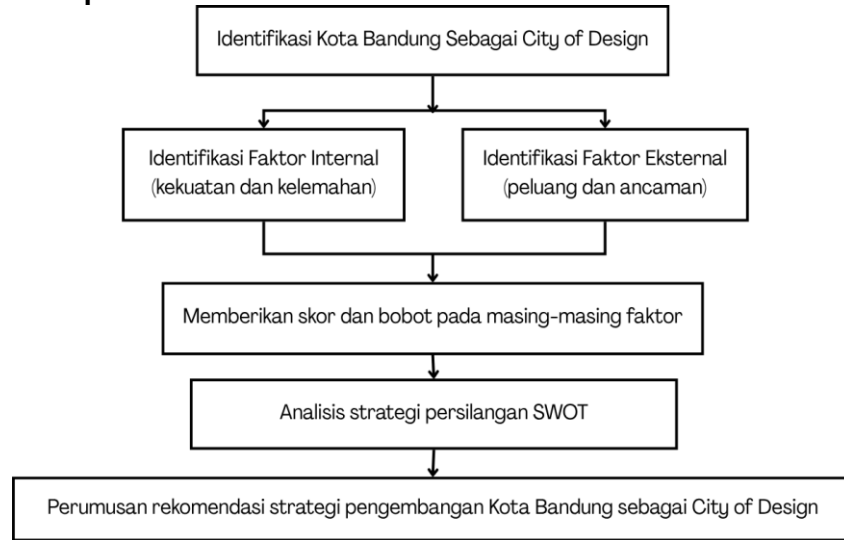 Identifikasi Kota Bandung Sebagai City of Design
Identifikasi Faktor Internal
(kekuatan dan kelemahan)
Identifikasi Faktor Eksternal
(peluang dan ancaman)
Memberikan skor dan bobot pada masing-masing faktor
Analisis strategi persilangan SWOT
Perumusan rekomendasi strategi pengembangan Kota Bandung sebagai City of Design